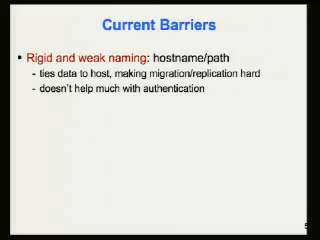 Current Barriers
• Rigid and weak naming: hostname/path
- ties data to host, making migration/replication hard
- doesn't help much with authentication
5